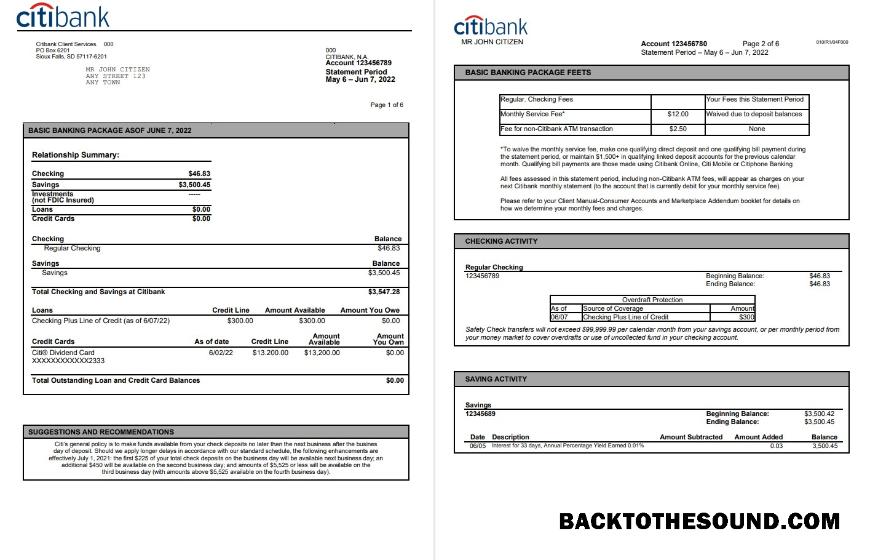 citibank
Citibank Client Services 000
PO Box 6201
Sioux Falls, SD 57117-6201
MR JOHN CITIZEN
ANY STREET 123
ANY TOWN
000
CITIBANK, N.A.
Account 123456789
Statement Period
May 6 – Jun 7, 2022
Page 1 of 6
BASIC BANKING PACKAGE ASOF JUNE 7, 2022
Relationship Summary:
Checking $46.83
Savings $3,500.45
Investments -----
(not FDIC Insured)
Loans $0.00
Credit Cards $0.00
Checking Balance
Regular Checking $46.83
Savings Balance
Savings $3,500.45
Total Checking and Savings at Citibank $3,547.28
Loans Credit Line Amount Available Amount You Owe
Checking Plus Line of Credit (as of 6/07/22) $300.00 $300.00 $0.00
Credit Cards As of date Credit Line Amount Available Amount You Own
Citi® Dividend Card 6/02/22 $13.200.00 $13,200.00 $0.00
XXXXXXXXXXXX2333
Total Outstanding Loan and Credit Card Balances $0.00
SUGGESTIONS AND RECOMMENDATIONS
Citi's general policy is to make funds available from your check deposits no later then the next business after the busines
day of deposit. Should we apply longer delays in accordance with our standard schedule, the following enhancements are
effectively July 1, 2021: the first $225 of your total check deposits on the business day will be available next business day; an
additional $450 will be available on the second business day; and amounts of $5,525 or less will be available on the
third business day (with amounts above $5,525 available on the fourth business day).
citibank
MR JOHN CITIZEN
Account 123456780 Page 2 of 6
Statement Period – May 6 – Jun 7, 2022
BASIC BANKING PACKAGE FEETS
Regular, Checking Fees Your Fees this Statement Period
Monthly Service Fee* $12.00 Waived due to deposit balances
Fee for non-Citibank ATM transaction $2.50 None
*To waive the monthly service fee, make one qualifying direct deposit and one qualifying bill payment during
the statement period, or maintain $1,500+ in qualifying linked deposit accounts for the previous calendar
month. Qualifying bill payments are those made using Citibank Online, Citi Mobile or Citiphone Banking
All fees assessed in this statement period, including non-Citibank ATM fees, will appear as charges on your
next Citibank monthly statement (to the account that is currently debit for your monthly service fee)
Please refer to your Client Manual-Consumer Accounts and Marketplace Addendum booklet for details on
how we determine your monthly fees and charges.
CHECKING ACTIVITY
Regular Checking
123456789 Beginning Balance: $46.83
Ending Balance: $46.83
Overdraft Protection
As of Source of Coverage Amount
06/07 Checking Plus Line of Credit $300
Safety Check transfers will not exceed $99,999.99 per calendar month from your savings account, or per monthly period from
your money market to cover overdrafts or use of uncollected fund in your checking account.
SAVING ACTIVITY
Savings
12345689 Beginning Balance: $3,500.42
Ending Balance: $3,500.45
Date Description Amount Subtracted Amount Added Balance
06/05 Interest for 33 days, Annual Percentage Yield Earned 0.01% 0.03 3,500.45
BACKTOTHESOUND.COM